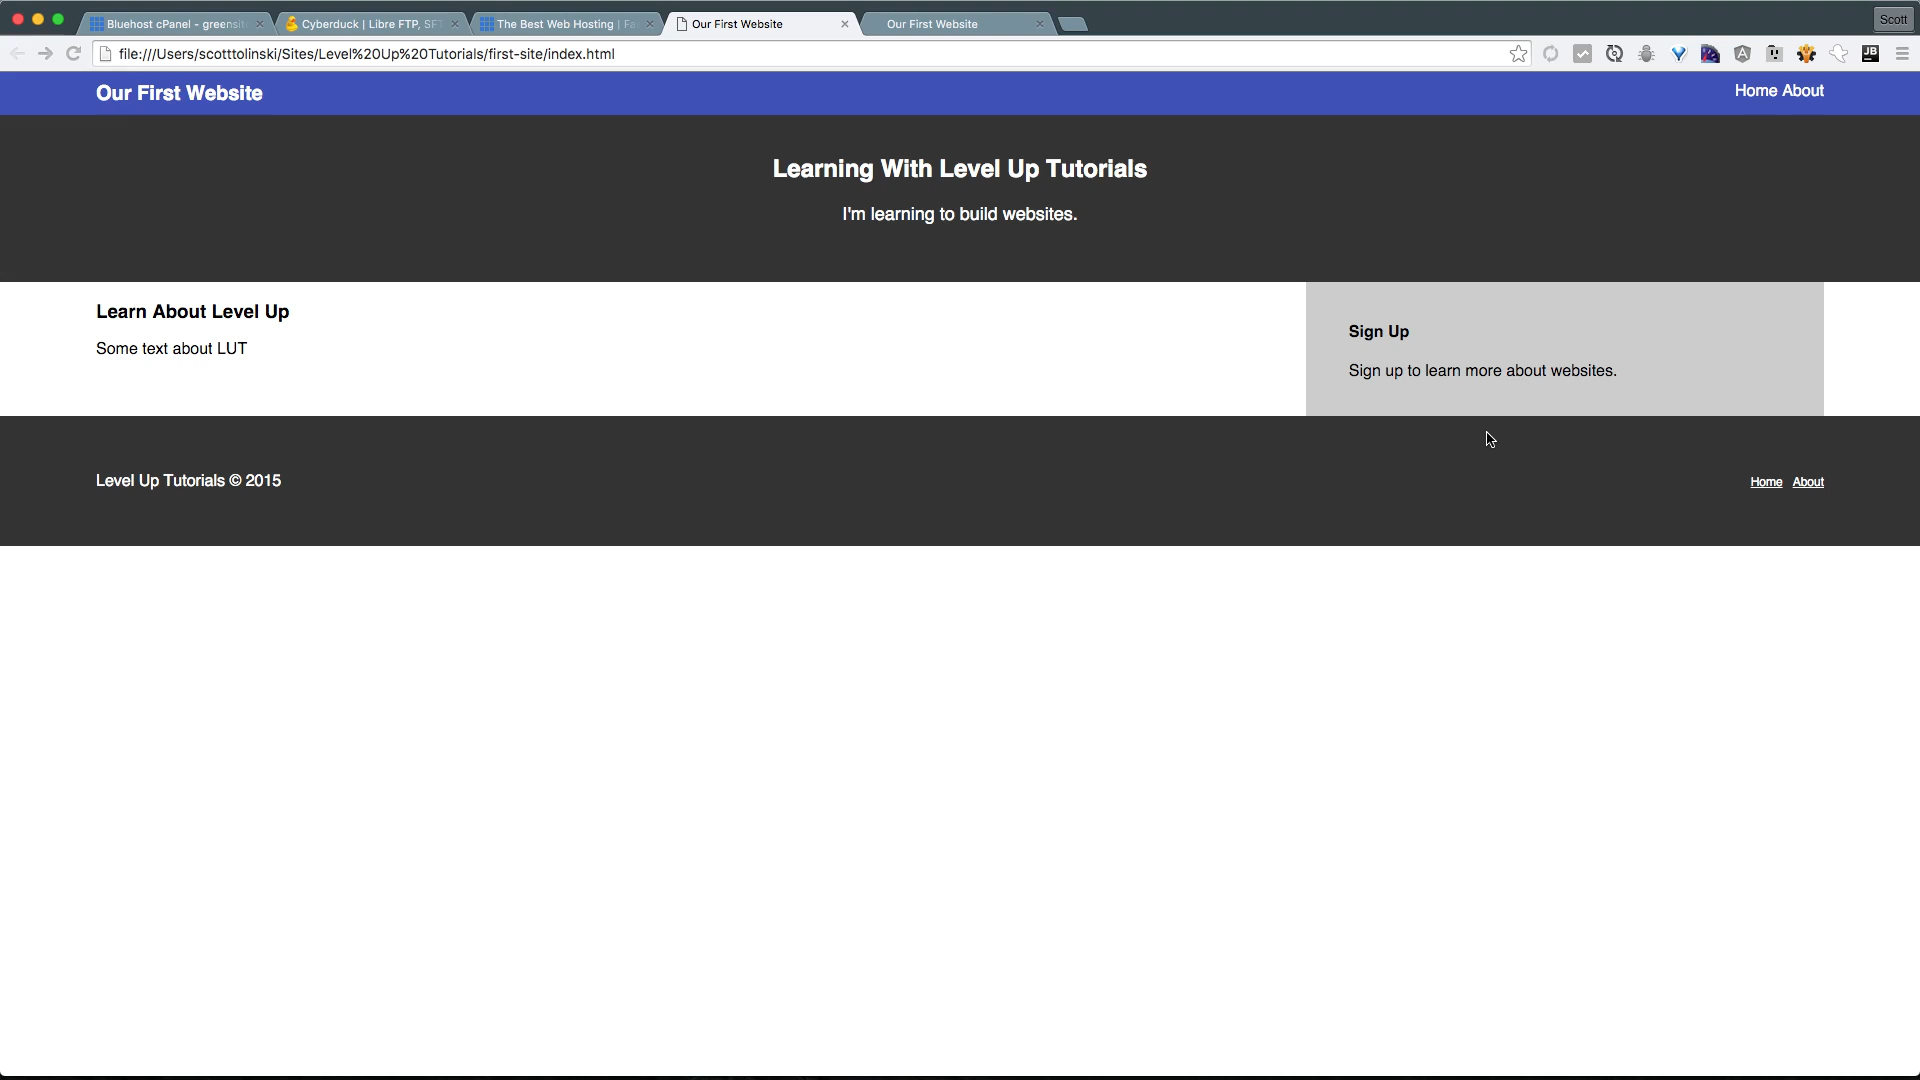 Bluehost cPanel - greensit
Cyberduck | Libre FTP, SFT
The Best Web Hosting | Fa
Our First Website
Our First Website
Scott
file:///Users/scotttolinski/Sites/Level%20Up%20Tutorials/first-site/index.html
JB
Our First Website
Home About
Learning With Level Up Tutorials
I'm learning to build websites.
Learn About Level Up
Some text about LUT
Sign Up
Sign up to learn more about websites.
Level Up Tutorials © 2015
Home About